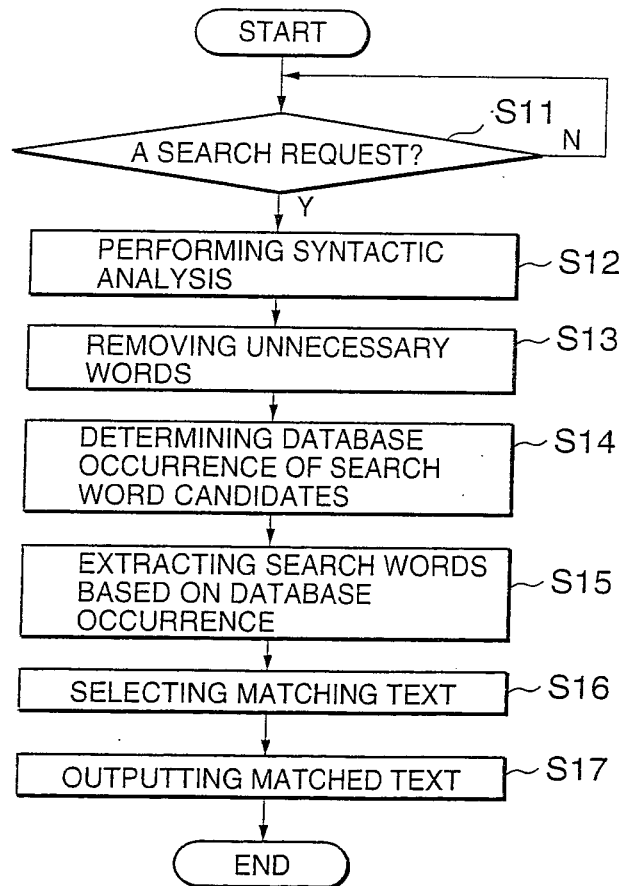 START
S11
A SEARCH REQUEST?
N
Y
PERFORMING SYNTACTIC
ANALYSIS
S12
REMOVING UNNECESSARY
WORDS
S13
DETERMINING DATABASE
OCCURRENCE OF SEARCH
WORD CANDIDATES
S14
EXTRACTING SEARCH WORDS
BASED ON DATABASE
OCCURRENCE
S15
SELECTING MATCHING TEXT
S16
OUTPUTTING MATCHED TEXT
S17
END